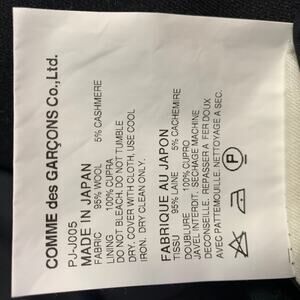 COMME des GARÇONS Co.,Ltd.
PJ-J005
MADE IN JAPAN
FABRIC 95% WOOL 5% CASHMERE
LINING 100% CUPRA
DO NOT BLEACH. DO NOT TUMBLE
DRY. COVER WITH CLOTH, USE COOL
IRON. DRY CLEAN ONLY.
FABRIQUE AU JAPON
TISSU 95% LAINE 5% CACHEMIRE
DOUBLURE 100% CUPRO
JAVEL INTERDIT. SECHAGE MACHINE
DECONSEILLE. REPASSER A FER DOUX
AVEC PATTEMOUILLE. NETTOYAGE A SEC.
P